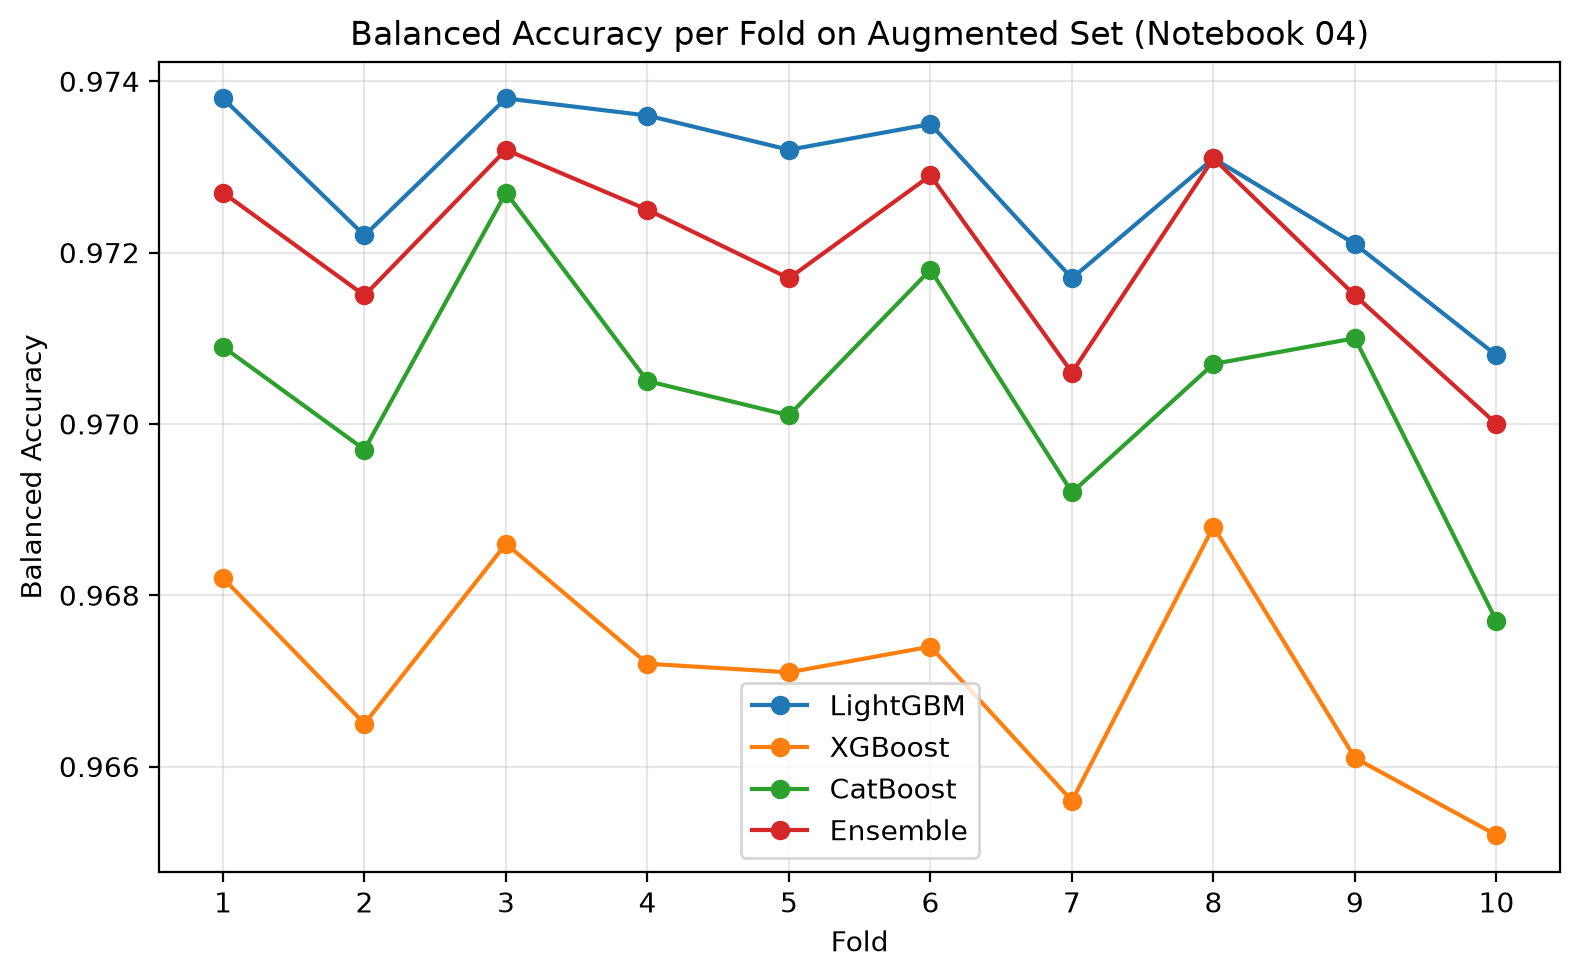 Balanced Accuracy per Fold on Augmented Set (Notebook 04)
Balanced Accuracy
0.974
0.972
0.970
0.968
0.966
LightGBM
XGBoost
CatBoost
Ensemble
1 2 3 4 5 6 7 8 9 10
Fold